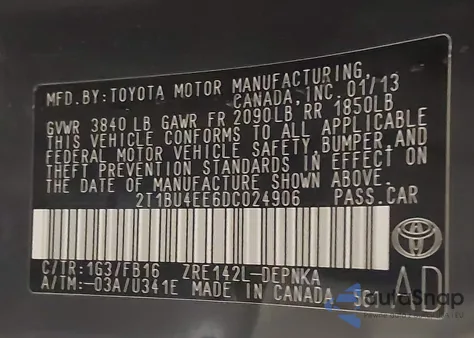 MFD.BY:TOYOTA MOTOR MANUFACTURING,
CANADA, INC. 01/13
GVWR 3840 LB GAWR FR 2090LB RR 1850LB
THIS VEHICLE CONFORMS TO ALL APPLICABLE
FEDERAL MOTOR VEHICLE SAFETY,BUMPER,AND
THEFT PREVENTION STANDARDS IN EFFECT ON
THE DATE OF MANUFACTURE SHOWN ABOVE.
2T1BU4EE6DC024906 PASS.CAR
C/TR:1G3/FB16 ZRE142L-DEPNKA
A/TM:-03A/U341E MADE IN CANADA
AD
AutoSnap